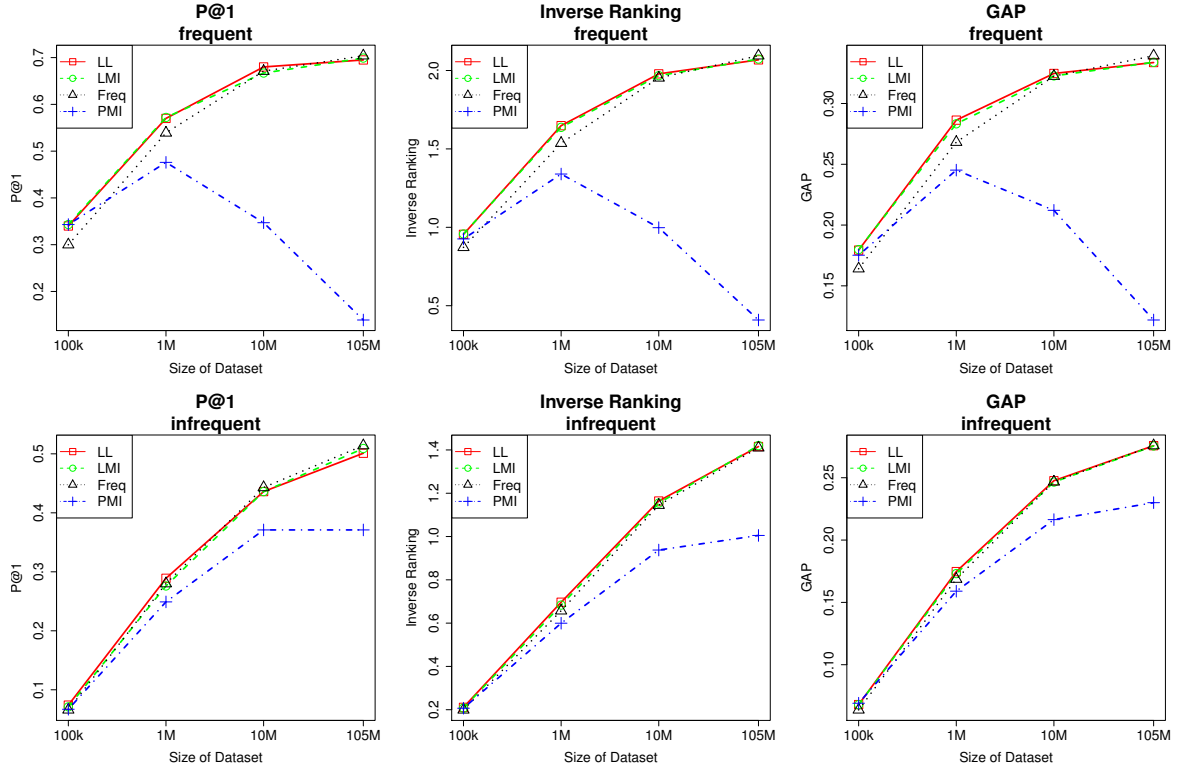 P@1
frequent
LL
LMI
Freq
PMI
0.2 0.3 0.4 0.5 0.6 0.7
P@1
100k 1M 10M 105M
Size of Dataset
Inverse Ranking
frequent
LL
LMI
Freq
PMI
0.5 1.0 1.5 2.0
Inverse Ranking
100k 1M 10M 105M
Size of Dataset
GAP
frequent
LL
LMI
Freq
PMI
0.15 0.20 0.25 0.30
GAP
100k 1M 10M 105M
Size of Dataset
P@1
infrequent
LL
LMI
Freq
PMI
0.1 0.2 0.3 0.4 0.5
P@1
100k 1M 10M 105M
Size of Dataset
Inverse Ranking
infrequent
LL
LMI
Freq
PMI
0.2 0.4 0.6 0.8 1.0 1.2 1.4
Inverse Ranking
100k 1M 10M 105M
Size of Dataset
GAP
infrequent
LL
LMI
Freq
PMI
0.10 0.15 0.20 0.25
GAP
100k 1M 10M 105M
Size of Dataset